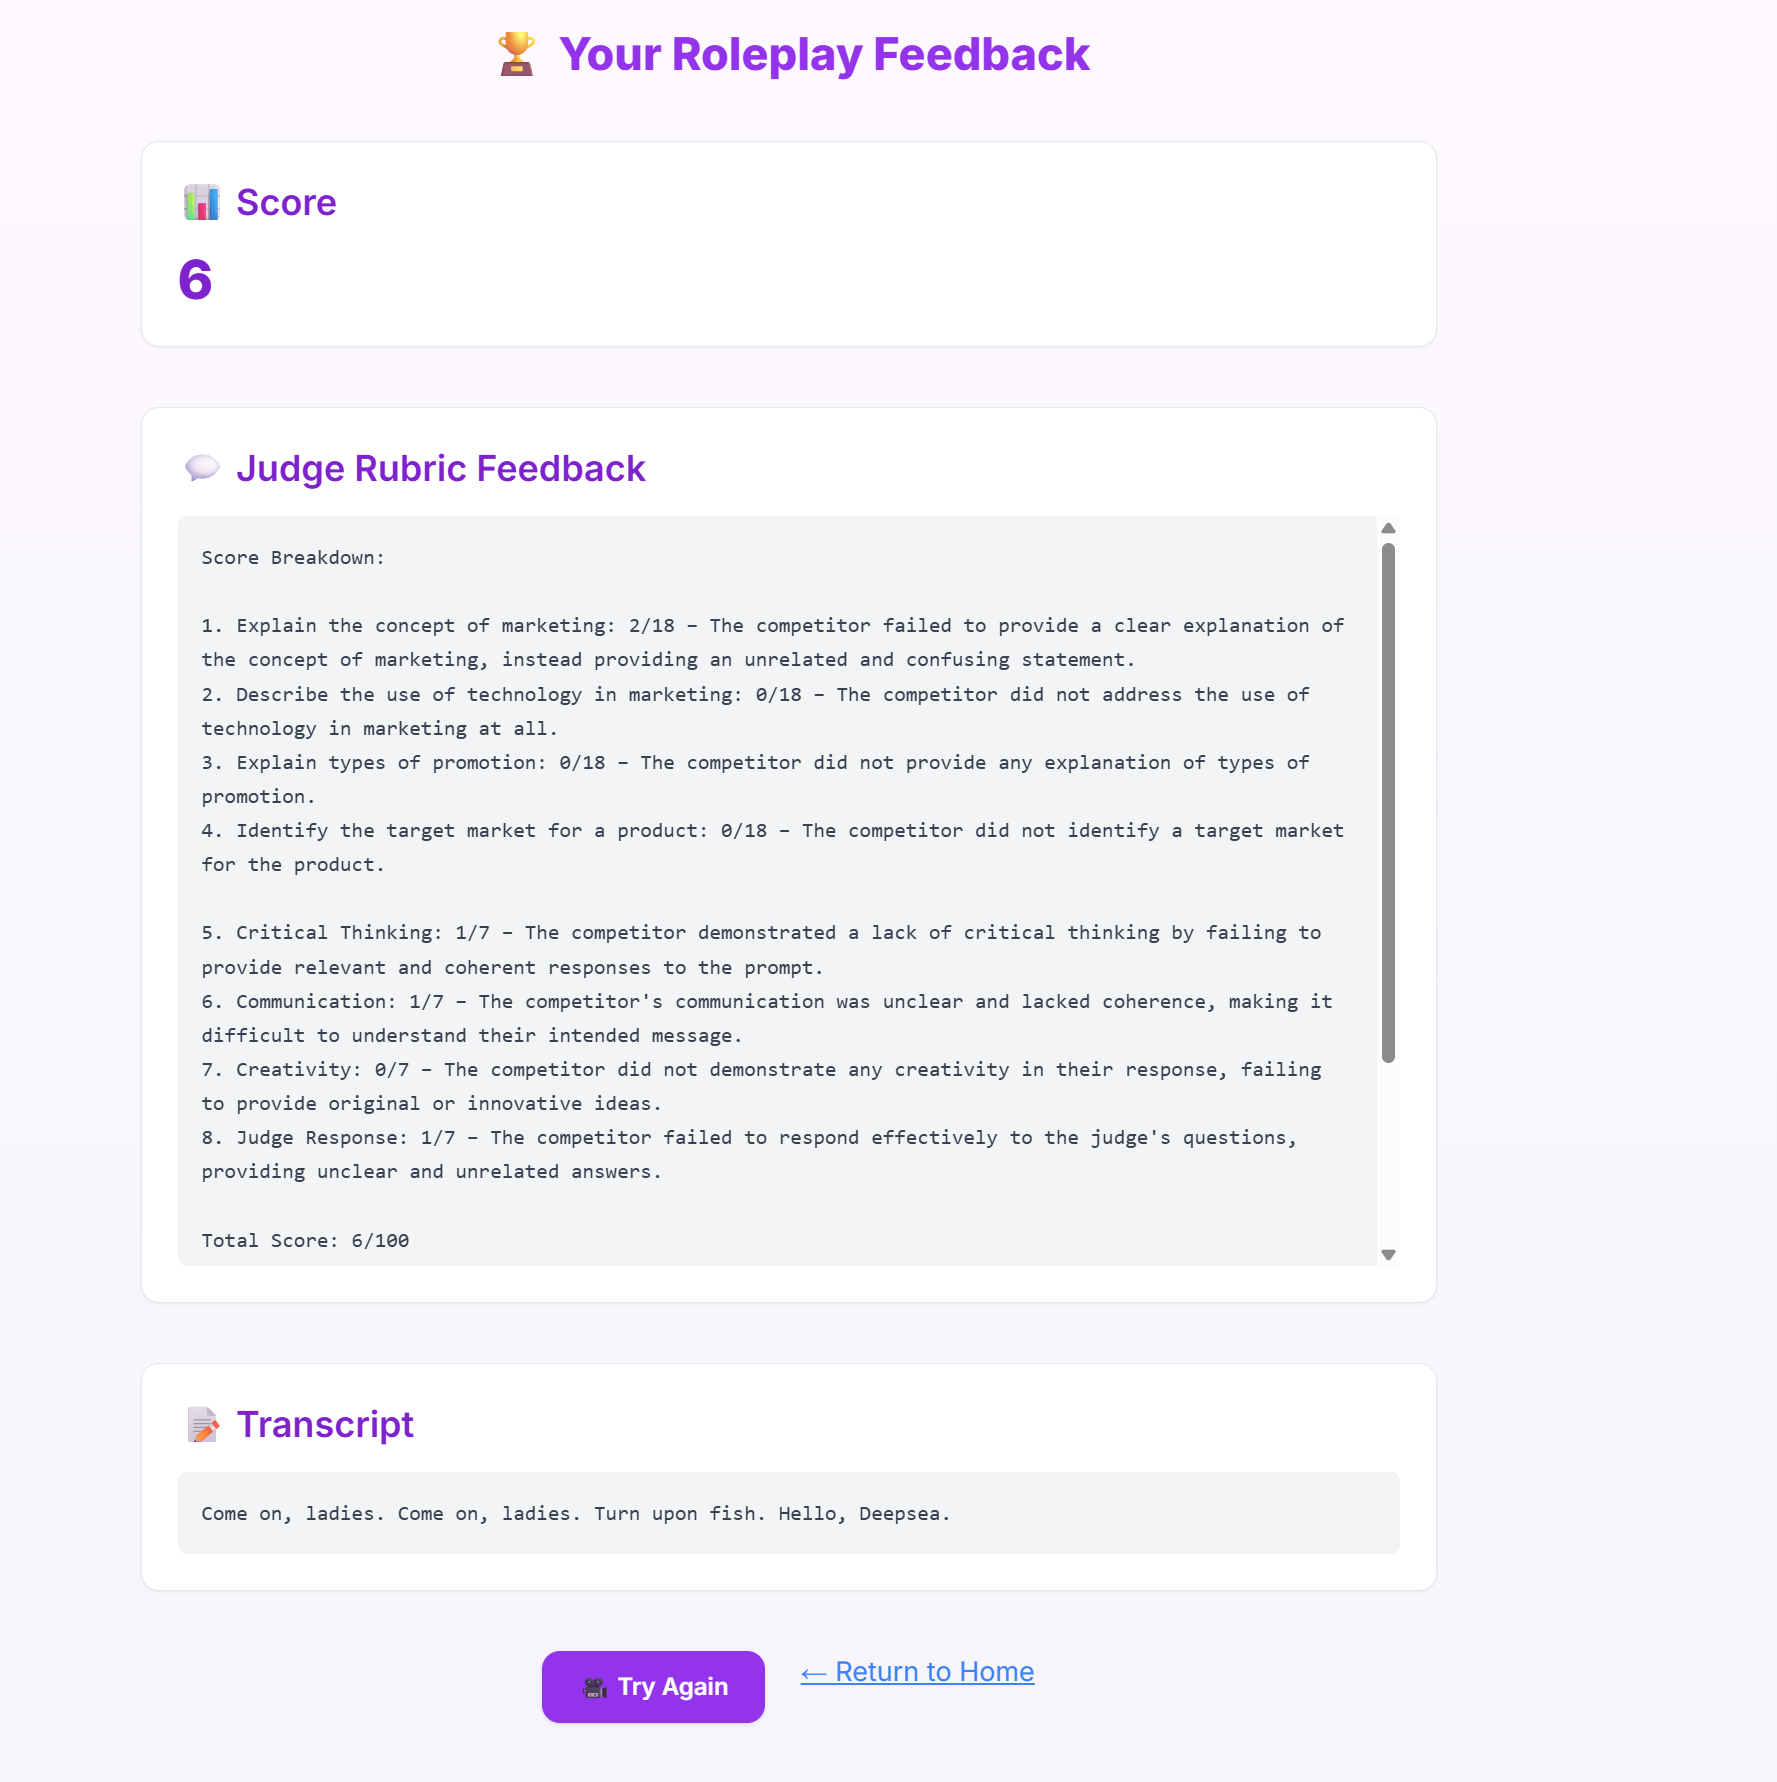 Your Roleplay Feedback
Score
6
Judge Rubric Feedback
Score Breakdown:
1. Explain the concept of marketing: 2/18 – The competitor failed to provide a clear explanation of
the concept of marketing, instead providing an unrelated and confusing statement.
2. Describe the use of technology in marketing: 0/18 – The competitor did not address the use of
technology in marketing at all.
3. Explain types of promotion: 0/18 – The competitor did not provide any explanation of types of
promotion.
4. Identify the target market for a product: 0/18 – The competitor did not identify a target market
for the product.
5. Critical Thinking: 1/7 – The competitor demonstrated a lack of critical thinking by failing to
provide relevant and coherent responses to the prompt.
6. Communication: 1/7 – The competitor's communication was unclear and lacked coherence, making it
difficult to understand their intended message.
7. Creativity: 0/7 – The competitor did not demonstrate any creativity in their response, failing
to provide original or innovative ideas.
8. Judge Response: 1/7 – The competitor failed to respond effectively to the judge's questions,
providing unclear and unrelated answers.
Total Score: 6/100
Transcript
Come on, ladies. Come on, ladies. Turn upon fish. Hello, Deepsea.
Try Again
← Return to Home